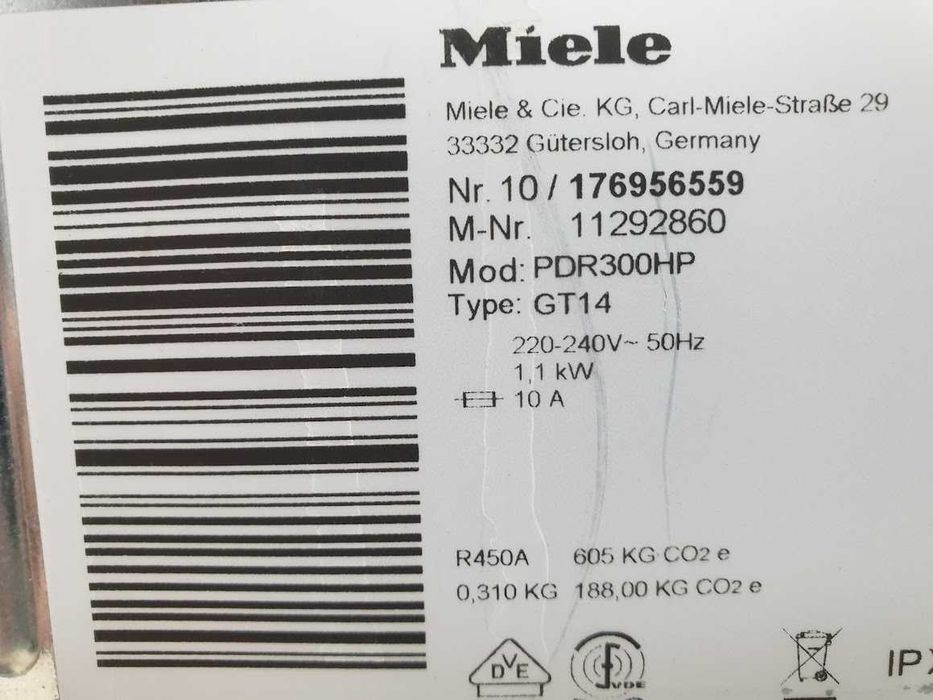 Miele
Miele & Cie. KG, Carl-Miele-Straße 29
33332 Gütersloh, Germany
Nr. 10 / 176956559
M-Nr. 11292860
Mod: PDR300HP
Type: GT14
220-240V~ 50Hz
1,1 kW
10 A
R450A 605 KG CO2 e
0,310 KG 188,00 KG CO2 e
DVE
VDE
IP